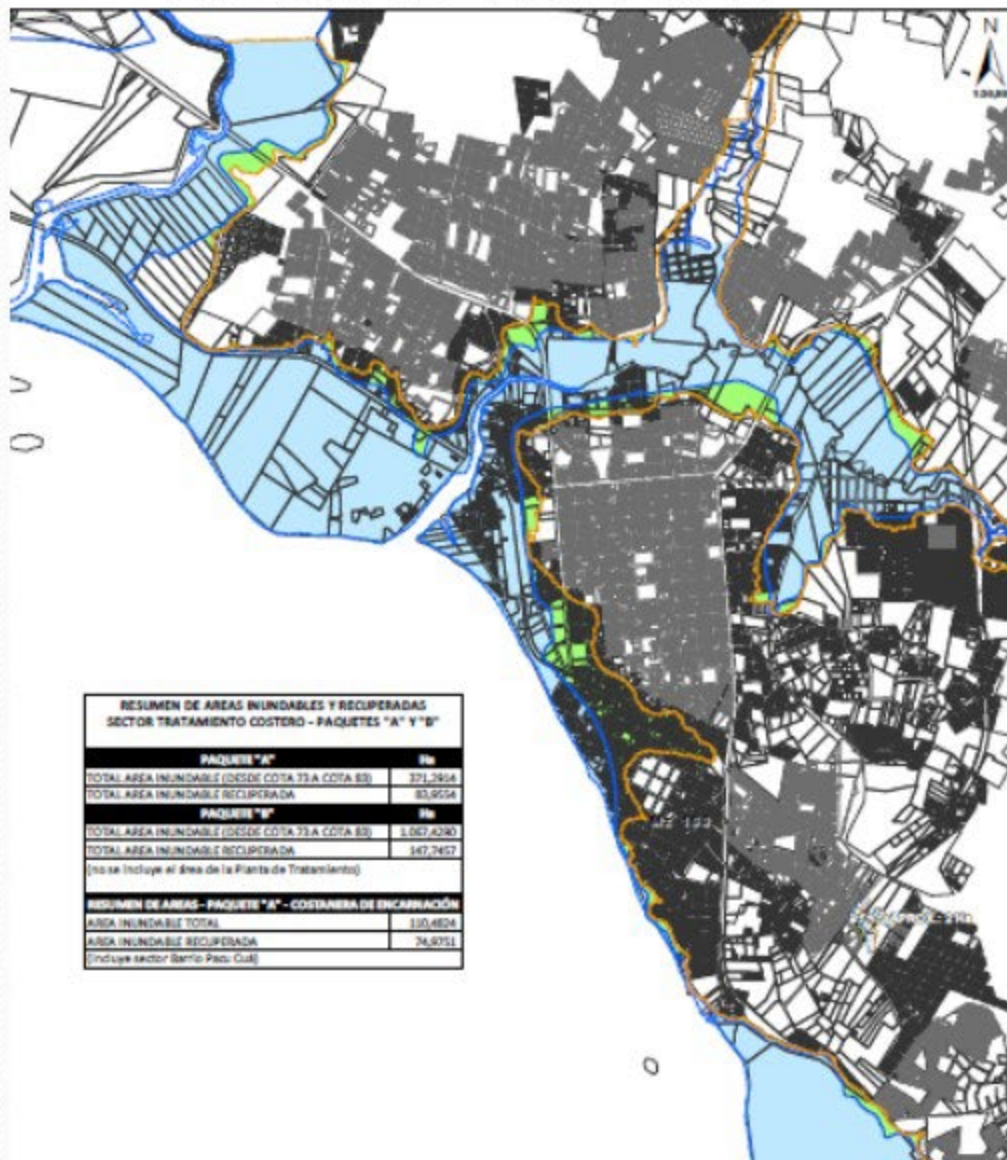 N
RESUMEN DE AREAS INUNDABLES Y RECUPERADAS
SECTOR TRATAMIENTO COSTERO - PAQUETES "A" Y "B"
PAQUETE "A" Ha
TOTAL AREA INUNDABLE (DESDE COTA 73 A COTA 83) 371,2914
TOTAL AREA INUNDABLE RECUPERADA 83,9554
PAQUETE "B" Ha
TOTAL AREA INUNDABLE (DESDE COTA 73 A COTA 83) 1.067,4290
TOTAL AREA INUNDABLE RECUPERADA 147,7457
(no se incluye el área de la Planta de Tratamiento)
RESUMEN DE AREAS - PAQUETE "A" - COSTANERA DE ENCARNACIÓN
AREA INUNDABLE TOTAL 110,4824
AREA INUNDABLE RECUPERADA 74,9751
(Incluye sector Barrio Pacu Cuá)